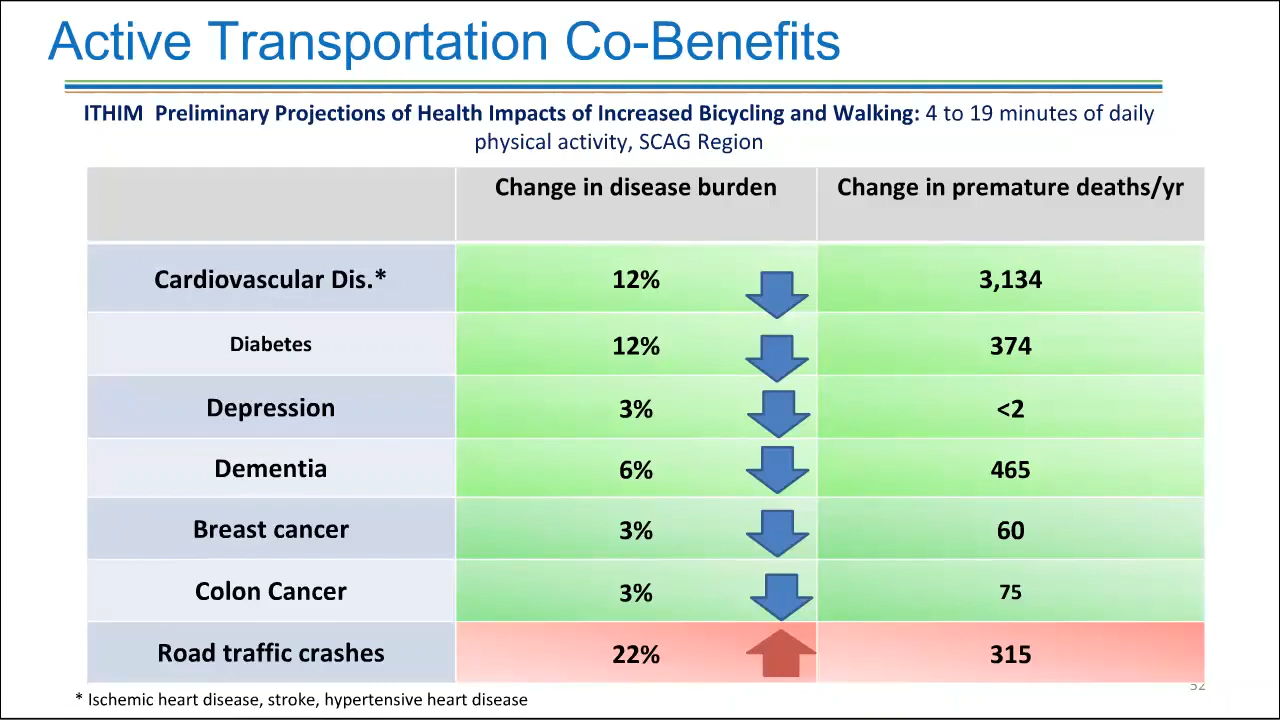 Active Transportation Co-Benefits
ITHIM Preliminary Projections of Health Impacts of Increased Bicycling and Walking: 4 to 19 minutes of daily
physical activity, SCAG Region
Change in disease burden Change in premature deaths/yr
Cardiovascular Dis.* 12% 3,134
Diabetes 12% 374
Depression 3% <2
Dementia 6% 465
Breast cancer 3% 60
Colon Cancer 3% 75
Road traffic crashes 22% 315
* Ischemic heart disease, stroke, hypertensive heart disease